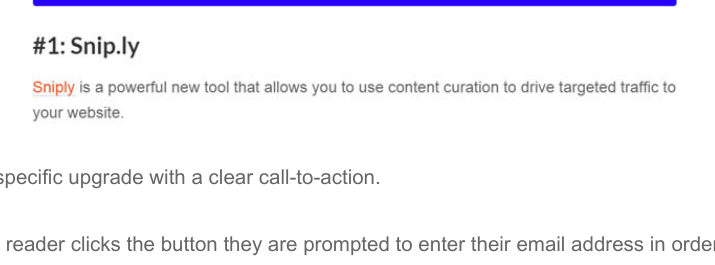 #1: Snip.ly
Sniply is a powerful new tool that allows you to use content curation to drive targeted traffic to
your website.
specific upgrade with a clear call-to-action.
reader clicks the button they are prompted to enter their email address in order